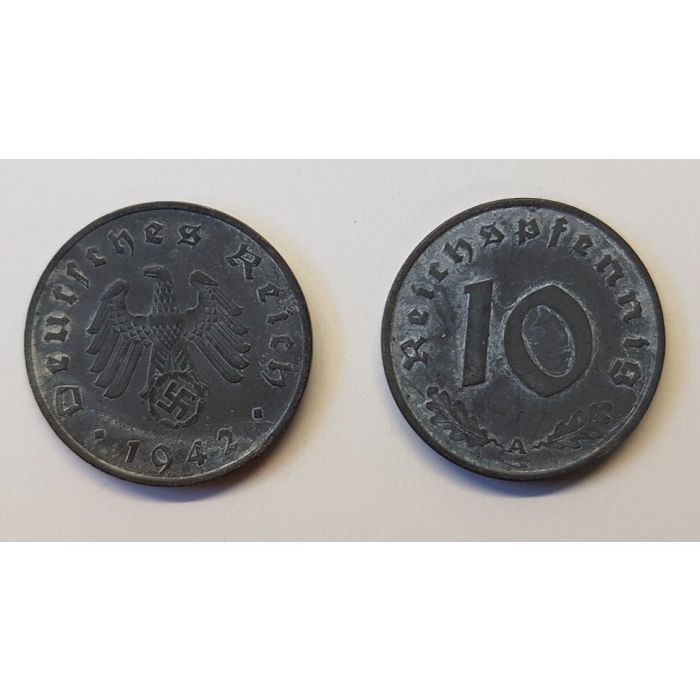 Deutsches Reich
1942
Reichspfennig
10
A